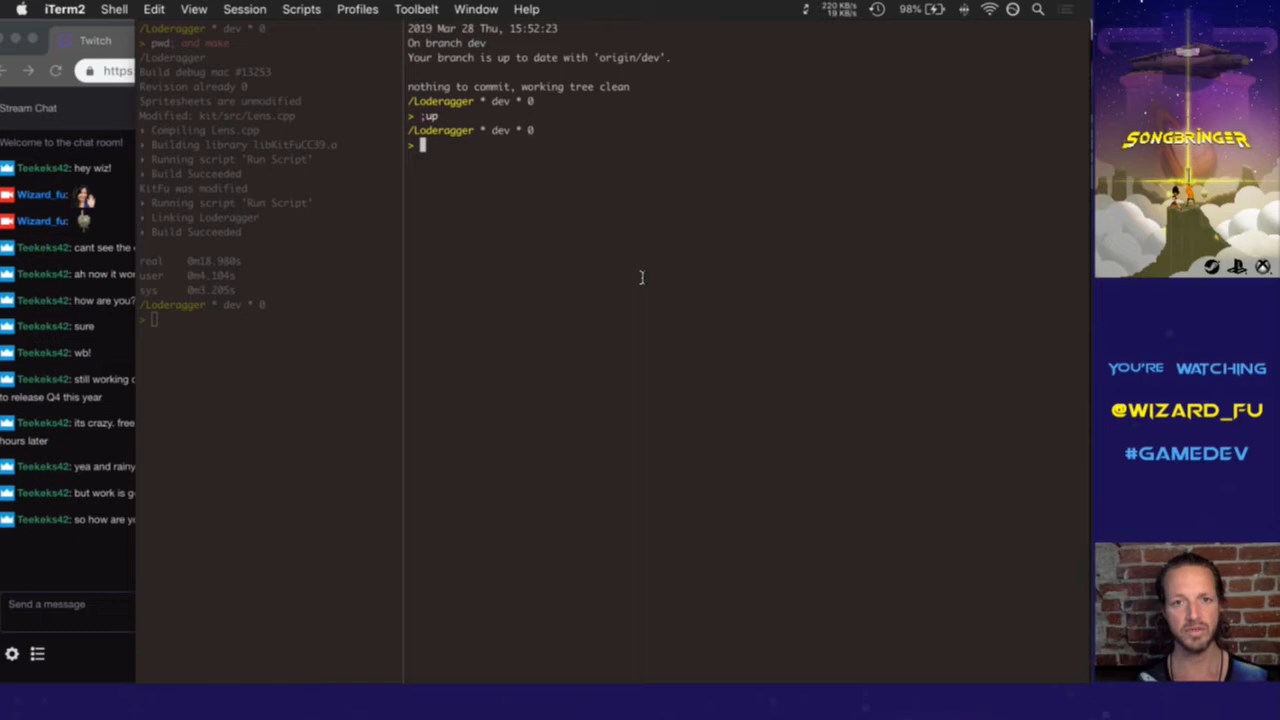 iTerm2 Shell Edit View Session Scripts Profiles Toolbelt Window Help
220 KB/s
19 KB/s
98%
Twitch
https
Stream Chat
Welcome to the chat room!
Teekeks42: hey wiz!
Wizard_fu:
Wizard_fu:
Teekeks42: cant see the
Teekeks42: ah now it wor
Teekeks42: how are you?
Teekeks42: sure
Teekeks42: wb!
Teekeks42: still working
to release Q4 this year
Teekeks42: its crazy. free
hours later
Teekeks42: yea and rainy
Teekeks42: but work is g
Teekeks42: so how are yo
Send a message
/Loderagger * dev * 0
> pwd; and make
/Loderagger
Build debug mac #13253
Revision already 0
Spritesheets are unmodified
Modified: kit/src/Lens.cpp
› Compiling Lens.cpp
› Building library libKitFuCC39.a
› Running script 'Run Script'
› Build Succeeded
KitFu was modified
› Running script 'Run Script'
› Linking Loderagger
› Build Succeeded
real 0m18.980s
user 0m4.104s
sys 0m3.205s
/Loderagger * dev * 0
>
2019 Mar 28 Thu, 15:52:23
On branch dev
Your branch is up to date with 'origin/dev'.
nothing to commit, working tree clean
/Loderagger * dev * 0
> ;up
/Loderagger * dev * 0
>
SONGBRINGER
YOU'RE WATCHING
@WIZARD_FU
#GAMEDEV